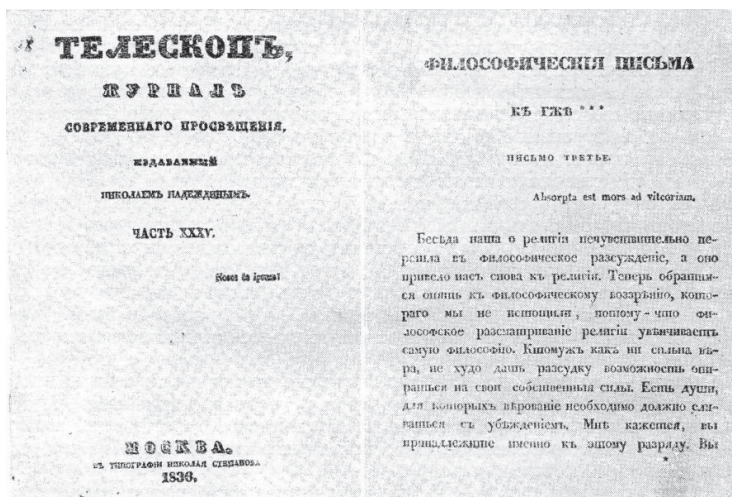 ТЕЛЕСКОПЪ,
ЖУРНАЛЪ
СОВРЕМЕННАГО ПРОСВѢЩЕНІЯ,
ИЗДАВАЕМЫЙ
НИКОЛАЕМЪ НАДЕЖДИНЫМЪ.
ЧАСТЬ XXXV.
МОСКВА.
ВЪ ТИПОГРАФІИ НИКОЛАЯ СТЕПАНОВА
1836.
ФИЛОСОФИЧЕСКІЯ ПИСЬМА
КЪ ГЖѢ ***
ПИСЬМО ТРЕТЬЕ.
Absorpta est mors ad vitcoriam.
Бесѣда наша о религіи нечувствительно пе-
решла въ философическое разсужденіе, а оно
привело насъ снова къ религіи. Теперь обратим-
ся опять къ философическому воззрѣнію, кото-
раго мы не истощили, потому-что фи-
лософское разсматриваніе религіи увѣнчиваетъ
самую философію. Ктомужъ какъ ни сильна вѣ-
ра, не худо дать разсудку возможность опи-
раться на свои собственныя силы. Есть души,
для которыхъ вѣрованіе необходимо должно сли-
ваться съ убѣжденіемъ. Мнѣ кажется, вы
принадлежите именно къ этому разряду. Вы
*